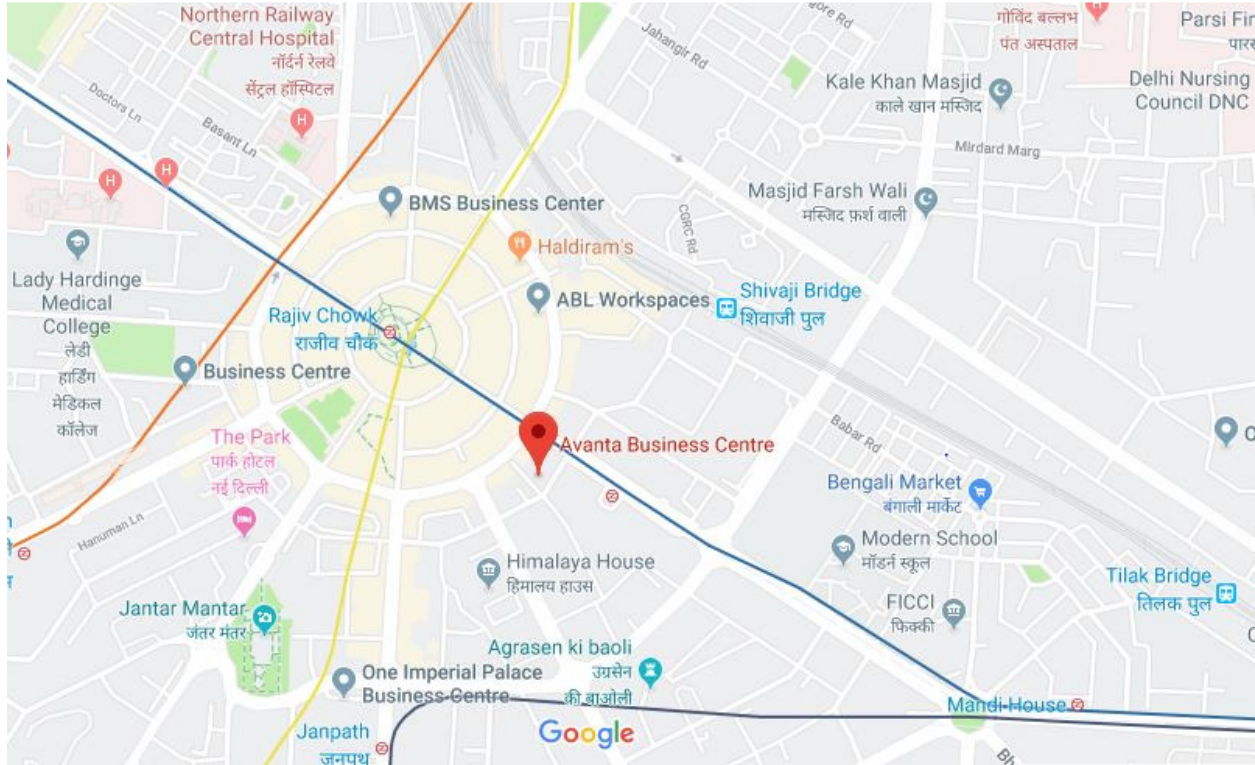 Northern Railway
Central Hospital
नॉर्दर्न रेलवे
सेंट्रल हॉस्पिटल
Jahangir Rd
गोविंद बल्लभ
पंत अस्पताल
Kale Khan Masjid
काले खान मस्जिद
Delhi Nursing
Council DNC
Doctors Ln
Basant Ln
Mirdard Marg
BMS Business Center
Masjid Farsh Wali
मस्जिद फ़र्श वाली
CGRC Rd
Haldiram's
Lady Hardinge
Medical
College
लेडी
हार्डिंग
मेडिकल
कॉलेज
ABL Workspaces
Shivaji Bridge
शिवाजी पुल
Rajiv Chowk
राजीव चौक
Business Centre
The Park
पार्क होटल
नई दिल्ली
Avanta Business Centre
Babar Rd
Bengali Market
बंगाली मार्केट
Hanuman Ln
Modern School
मॉडर्न स्कूल
Himalaya House
हिमालय हाउस
Tilak Bridge
तिलक पुल
FICCI
फिक्की
Jantar Mantar
जंतर मंतर
Agrasen ki baoli
उग्रसेन
की बाओली
One Imperial Palace
Business Centre
Mandi House
Janpath
जनपथ
Google